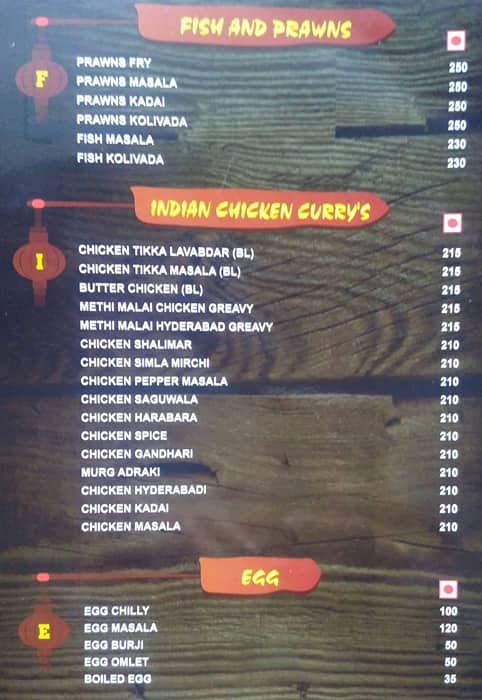 FISH AND PRAWNS
F
PRAWNS FRY 250
PRAWNS MASALA 250
PRAWNS KADAI 250
PRAWNS KOLIVADA 250
FISH MASALA 230
FISH KOLIVADA 230
INDIAN CHICKEN CURRY'S
I
CHICKEN TIKKA LAVABDAR (BL) 215
CHICKEN TIKKA MASALA (BL) 215
BUTTER CHICKEN (BL) 215
METHI MALAI CHICKEN GREAVY 215
METHI MALAI HYDERABAD GREAVY 215
CHICKEN SHALIMAR 210
CHICKEN SIMLA MIRCHI 210
CHICKEN PEPPER MASALA 210
CHICKEN SAGUWALA 210
CHICKEN HARABARA 210
CHICKEN SPICE 210
CHICKEN GANDHARI 210
MURG ADRAKI 210
CHICKEN HYDERABADI 210
CHICKEN KADAI 210
CHICKEN MASALA 210
EGG
E
EGG CHILLY 100
EGG MASALA 120
EGG BURJI 50
EGG OMLET 50
BOILED EGG 35